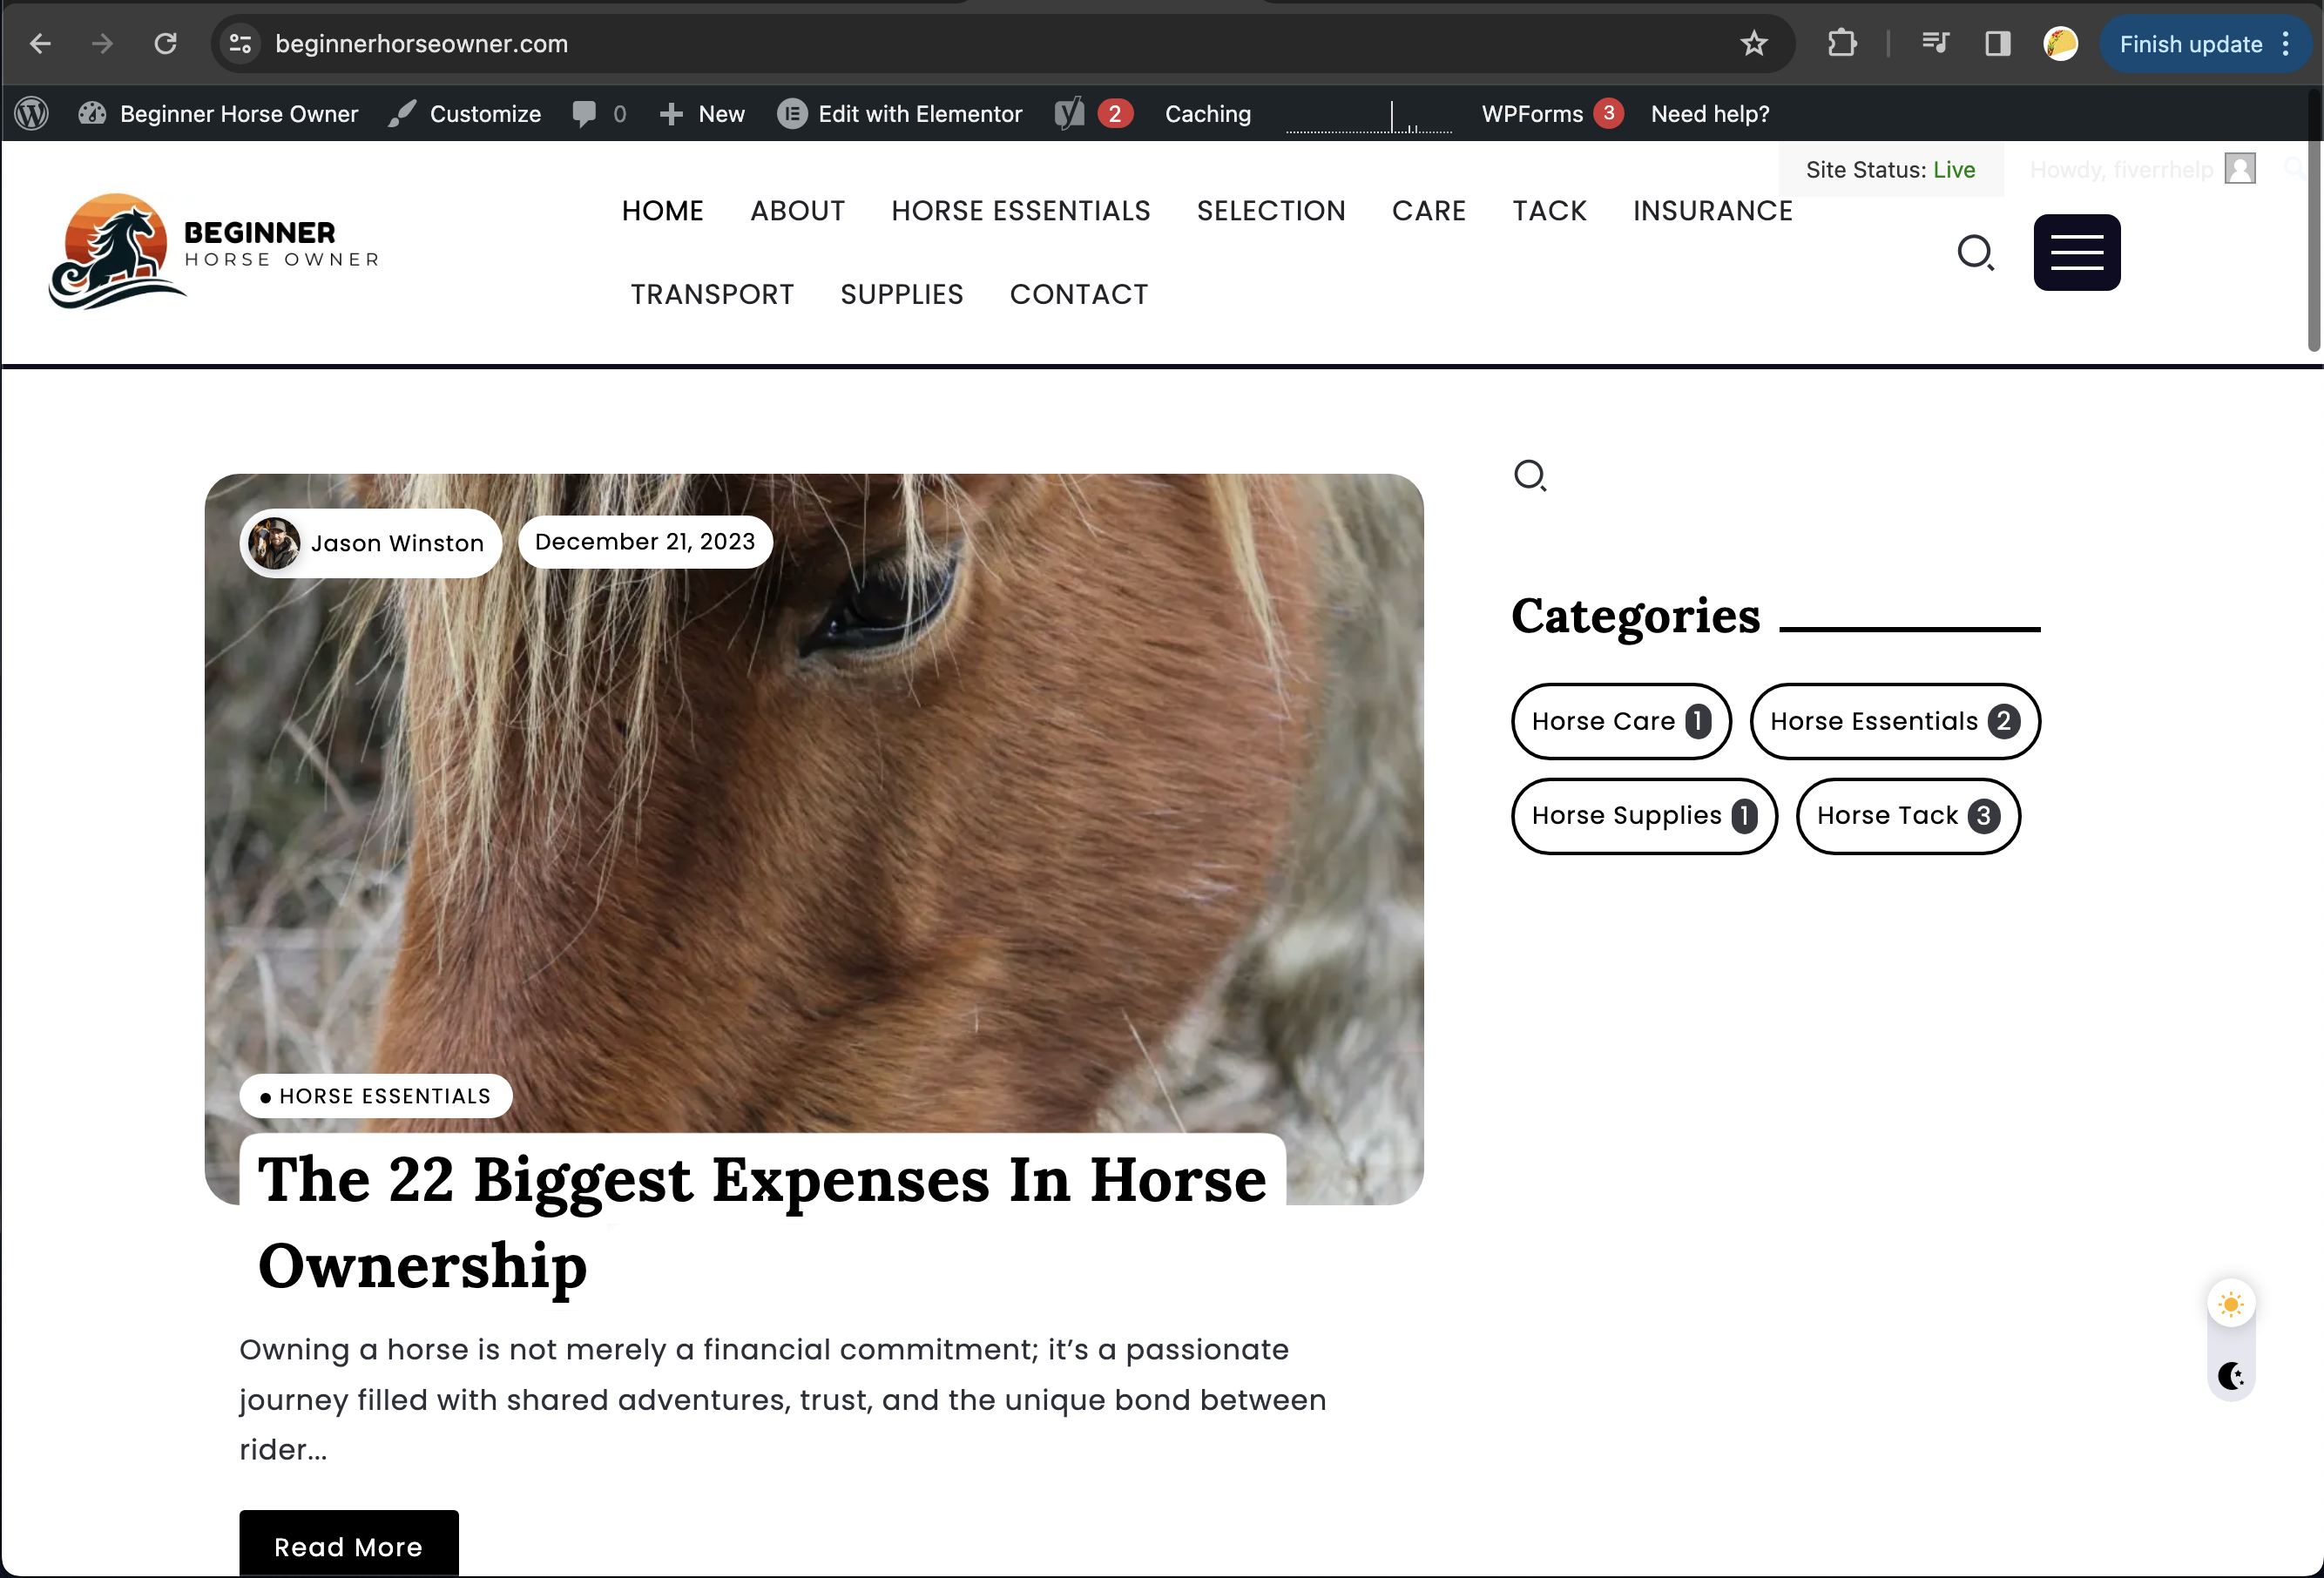 beginnerhorseowner.com
Finish update
Beginner Horse Owner
Customize
0
New
Edit with Elementor
2
Caching
WPForms 3
Need help?
Site Status: Live
Howdy, fiverrhelp
BEGINNER
HORSE OWNER
HOME ABOUT HORSE ESSENTIALS SELECTION CARE TACK INSURANCE
TRANSPORT SUPPLIES CONTACT
Jason Winston
December 21, 2023
HORSE ESSENTIALS
The 22 Biggest Expenses In Horse
Ownership
Owning a horse is not merely a financial commitment; it’s a passionate
journey filled with shared adventures, trust, and the unique bond between
rider...
Read More
Categories
Horse Care 1
Horse Essentials 2
Horse Supplies 1
Horse Tack 3